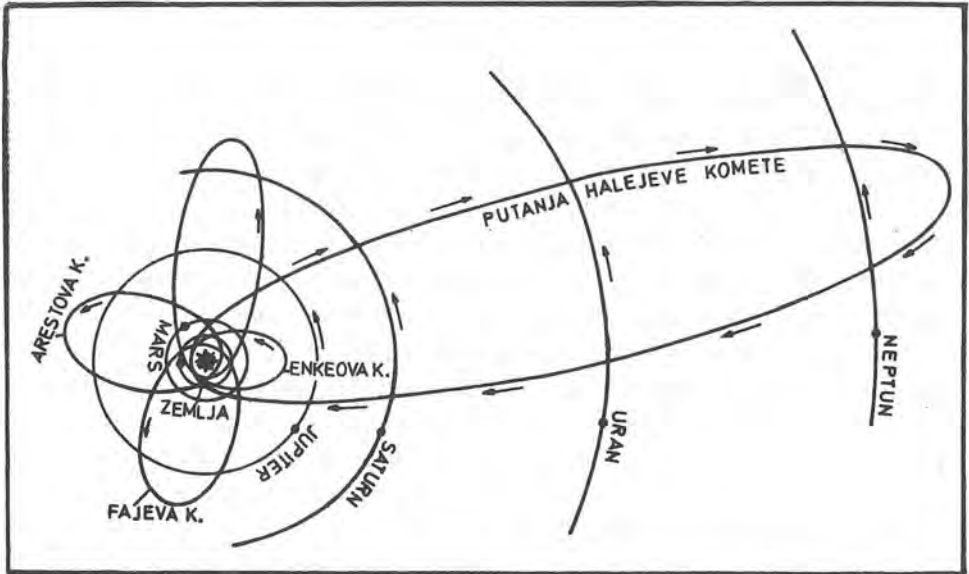 PUTANJA HALEJEVE KOMETE
ARESTOVA K.
MARS
ENKEOVA K.
ZEMLJA
JUPITER
SATURN
URAN
NEPTUN
FAJEVA K.